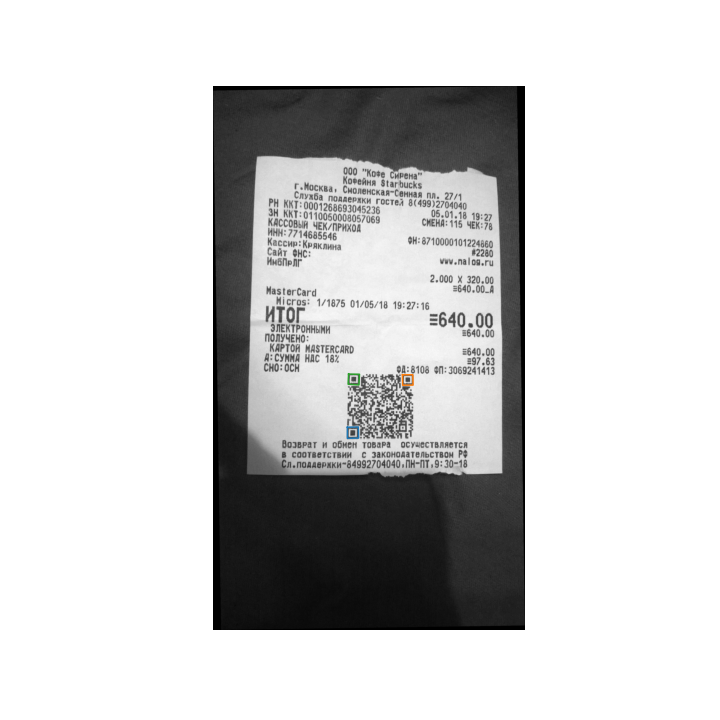 ООО "Кофе Сирена"
Кофейня Starbucks
г.Москва, Смоленская-Сенная пл. 27/1
Служба поддержки гостей 8(499)2704040
РН ККТ:0001268693045236 05.01.18 19:27
ЗН ККТ:0110050008057069 СМЕНА:115 ЧЕК:78
КАССОВЫЙ ЧЕК/ПРИХОД
ИНН:7714685546 ФН:8710000101224660
Кассир:Кряклина #2280
Сайт ФНС: www.nalog.ru
ИмбПрЛГ
2.000 X 320.00
≡640.00_А
MasterCard
Micros: 1/1875 01/05/18 19:27:16
ИТОГ ≡640.00
ЭЛЕКТРОННЫМИ ≡640.00
ПОЛУЧЕНО:
КАРТОЙ MASTERCARD ≡640.00
А:СУММА НДС 18% ≡97.63
СНО:ОСН ФД:8108 ФП:3069241413
Возврат и обмен товара осуществляется
в соответствии с законодательством РФ
Сл.поддержки-84992704040,ПН-ПТ,9:30-18